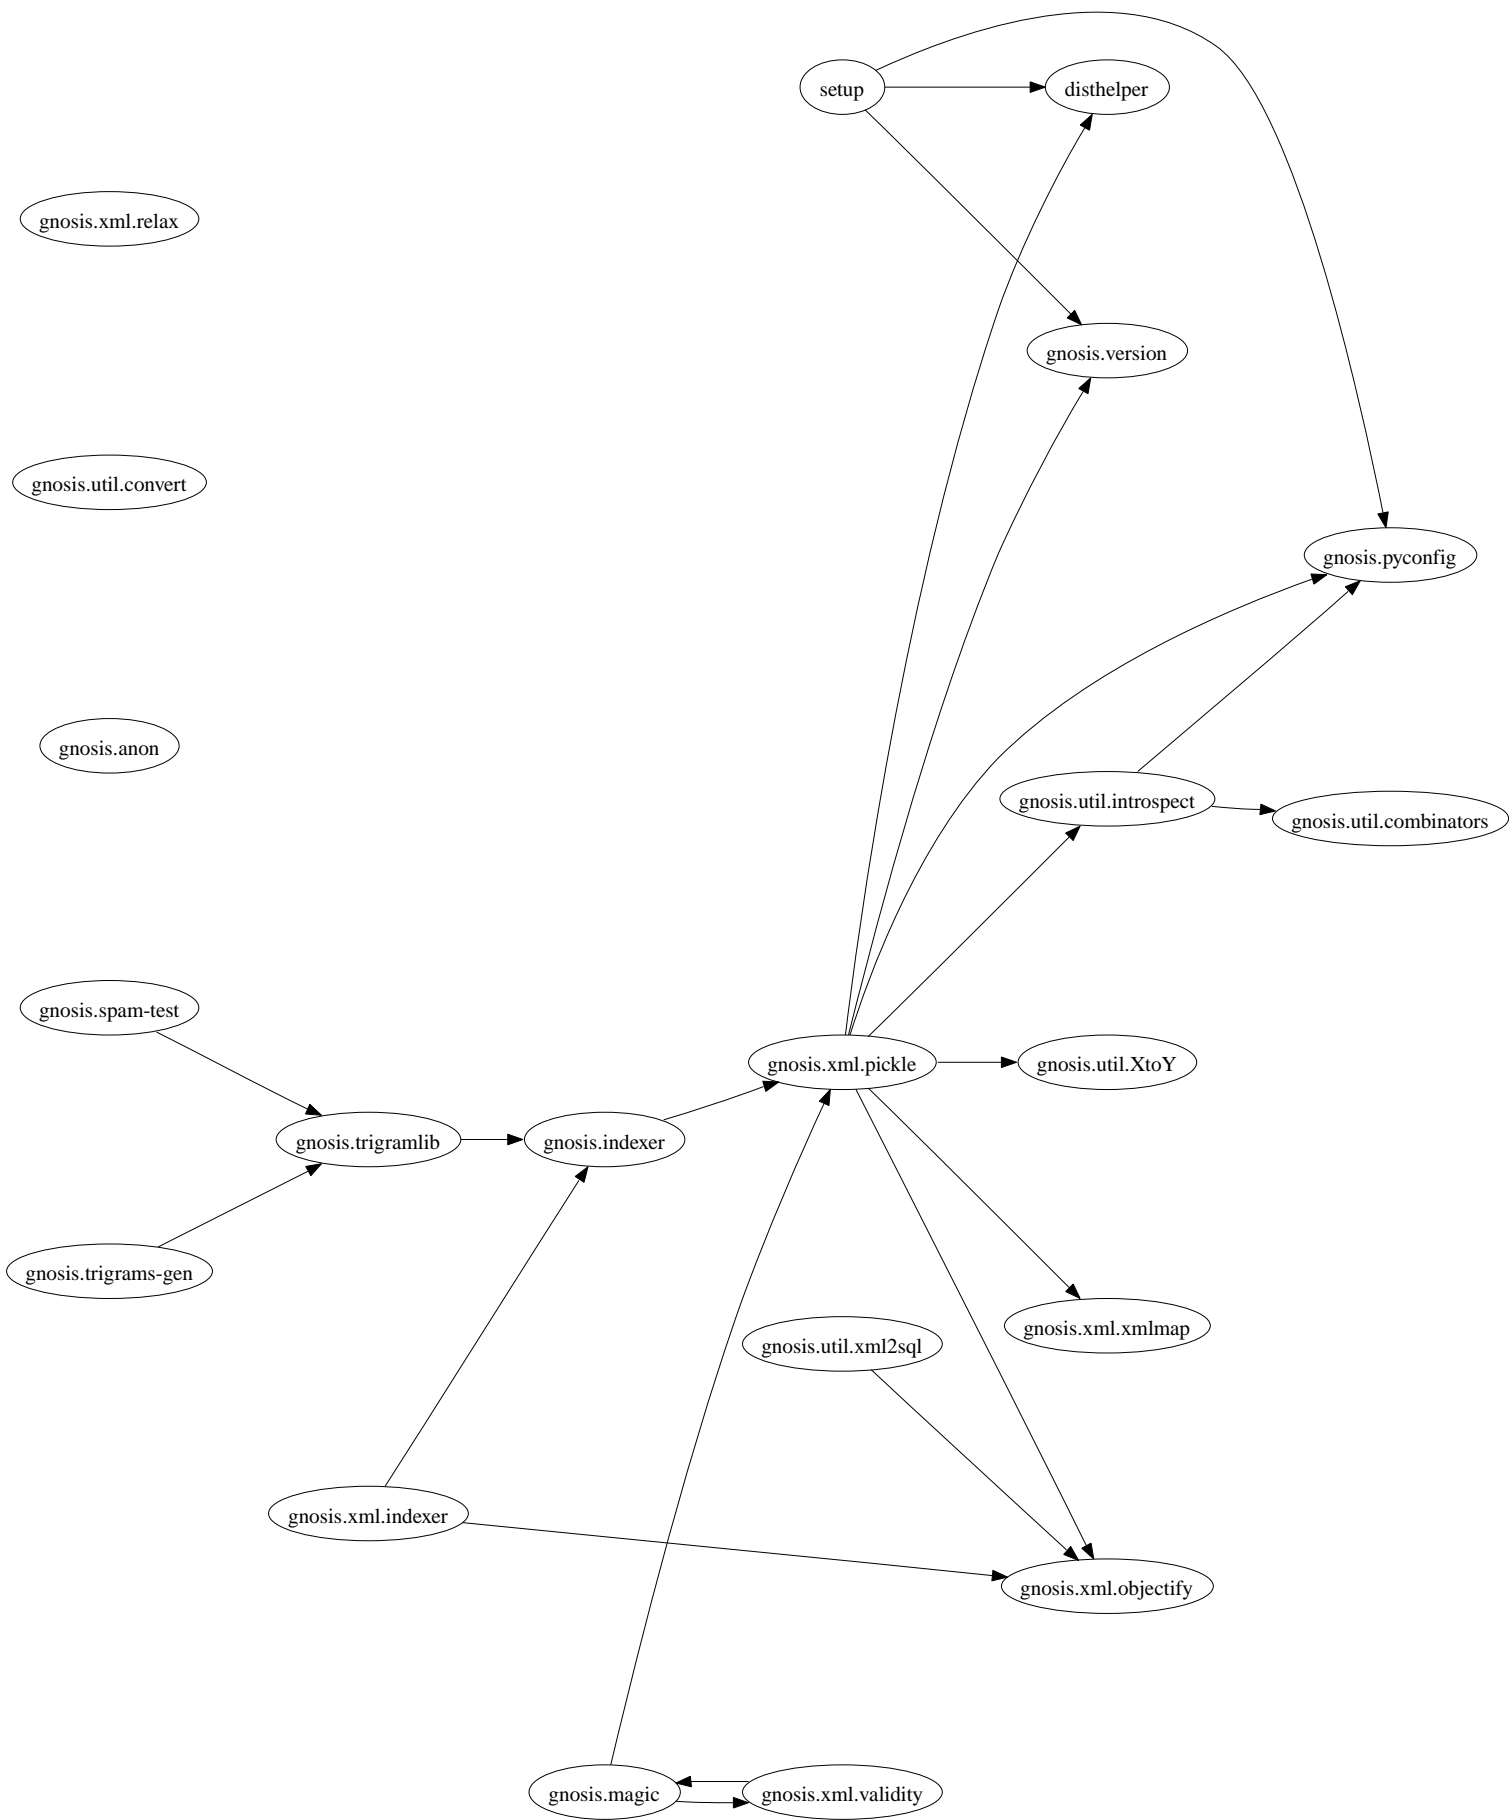 setup
disthelper
gnosis.xml.relax
gnosis.version
gnosis.util.convert
gnosis.pyconfig
gnosis.anon
gnosis.util.introspect
gnosis.util.combinators
gnosis.spam-test
gnosis.xml.pickle
gnosis.util.XtoY
gnosis.trigramlib
gnosis.indexer
gnosis.trigrams-gen
gnosis.xml.xmlmap
gnosis.util.xml2sql
gnosis.xml.indexer
gnosis.xml.objectify
gnosis.magic
gnosis.xml.validity